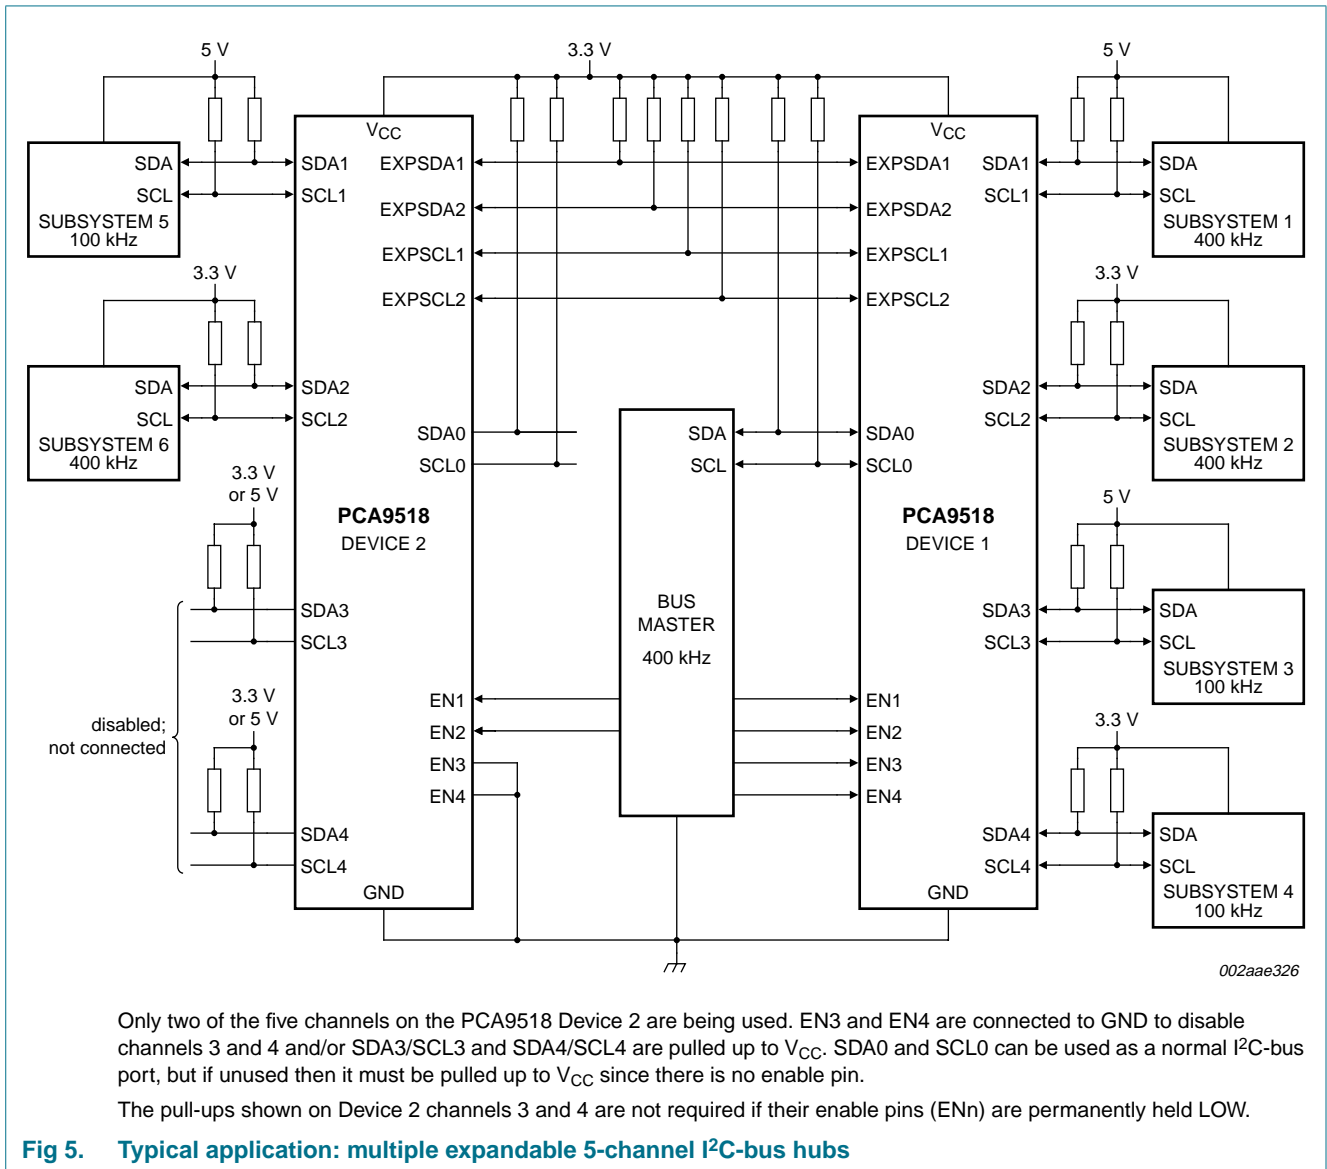 5 V
3.3 V
5 V
VCC
VCC
SDA
SCL
SUBSYSTEM 5
100 kHz
SDA1
SCL1
EXPSDA1
EXPSDA2
EXPSCL1
EXPSCL2
EXPSDA1
EXPSDA2
EXPSCL1
EXPSCL2
SDA1
SCL1
SDA
SCL
SUBSYSTEM 1
400 kHz
3.3 V
3.3 V
SDA
SCL
SUBSYSTEM 6
400 kHz
SDA2
SCL2
SDA0
SCL0
SDA
SCL
SDA0
SCL0
SDA2
SCL2
SDA
SCL
SUBSYSTEM 2
400 kHz
3.3 V
or 5 V
PCA9518
DEVICE 2
PCA9518
DEVICE 1
5 V
SDA3
SCL3
BUS
MASTER
400 kHz
SDA3
SCL3
SDA
SCL
SUBSYSTEM 3
100 kHz
3.3 V
or 5 V
disabled;
not connected
EN1
EN2
EN3
EN4
EN1
EN2
EN3
EN4
3.3 V
SDA4
SCL4
SDA4
SCL4
SDA
SCL
SUBSYSTEM 4
100 kHz
GND
GND
002aae326
Only two of the five channels on the PCA9518 Device 2 are being used. EN3 and EN4 are connected to GND to disable
channels 3 and 4 and/or SDA3/SCL3 and SDA4/SCL4 are pulled up to VCC. SDA0 and SCL0 can be used as a normal I²C-bus
port, but if unused then it must be pulled up to VCC since there is no enable pin.
The pull-ups shown on Device 2 channels 3 and 4 are not required if their enable pins (ENn) are permanently held LOW.
Fig 5. Typical application: multiple expandable 5-channel I²C-bus hubs